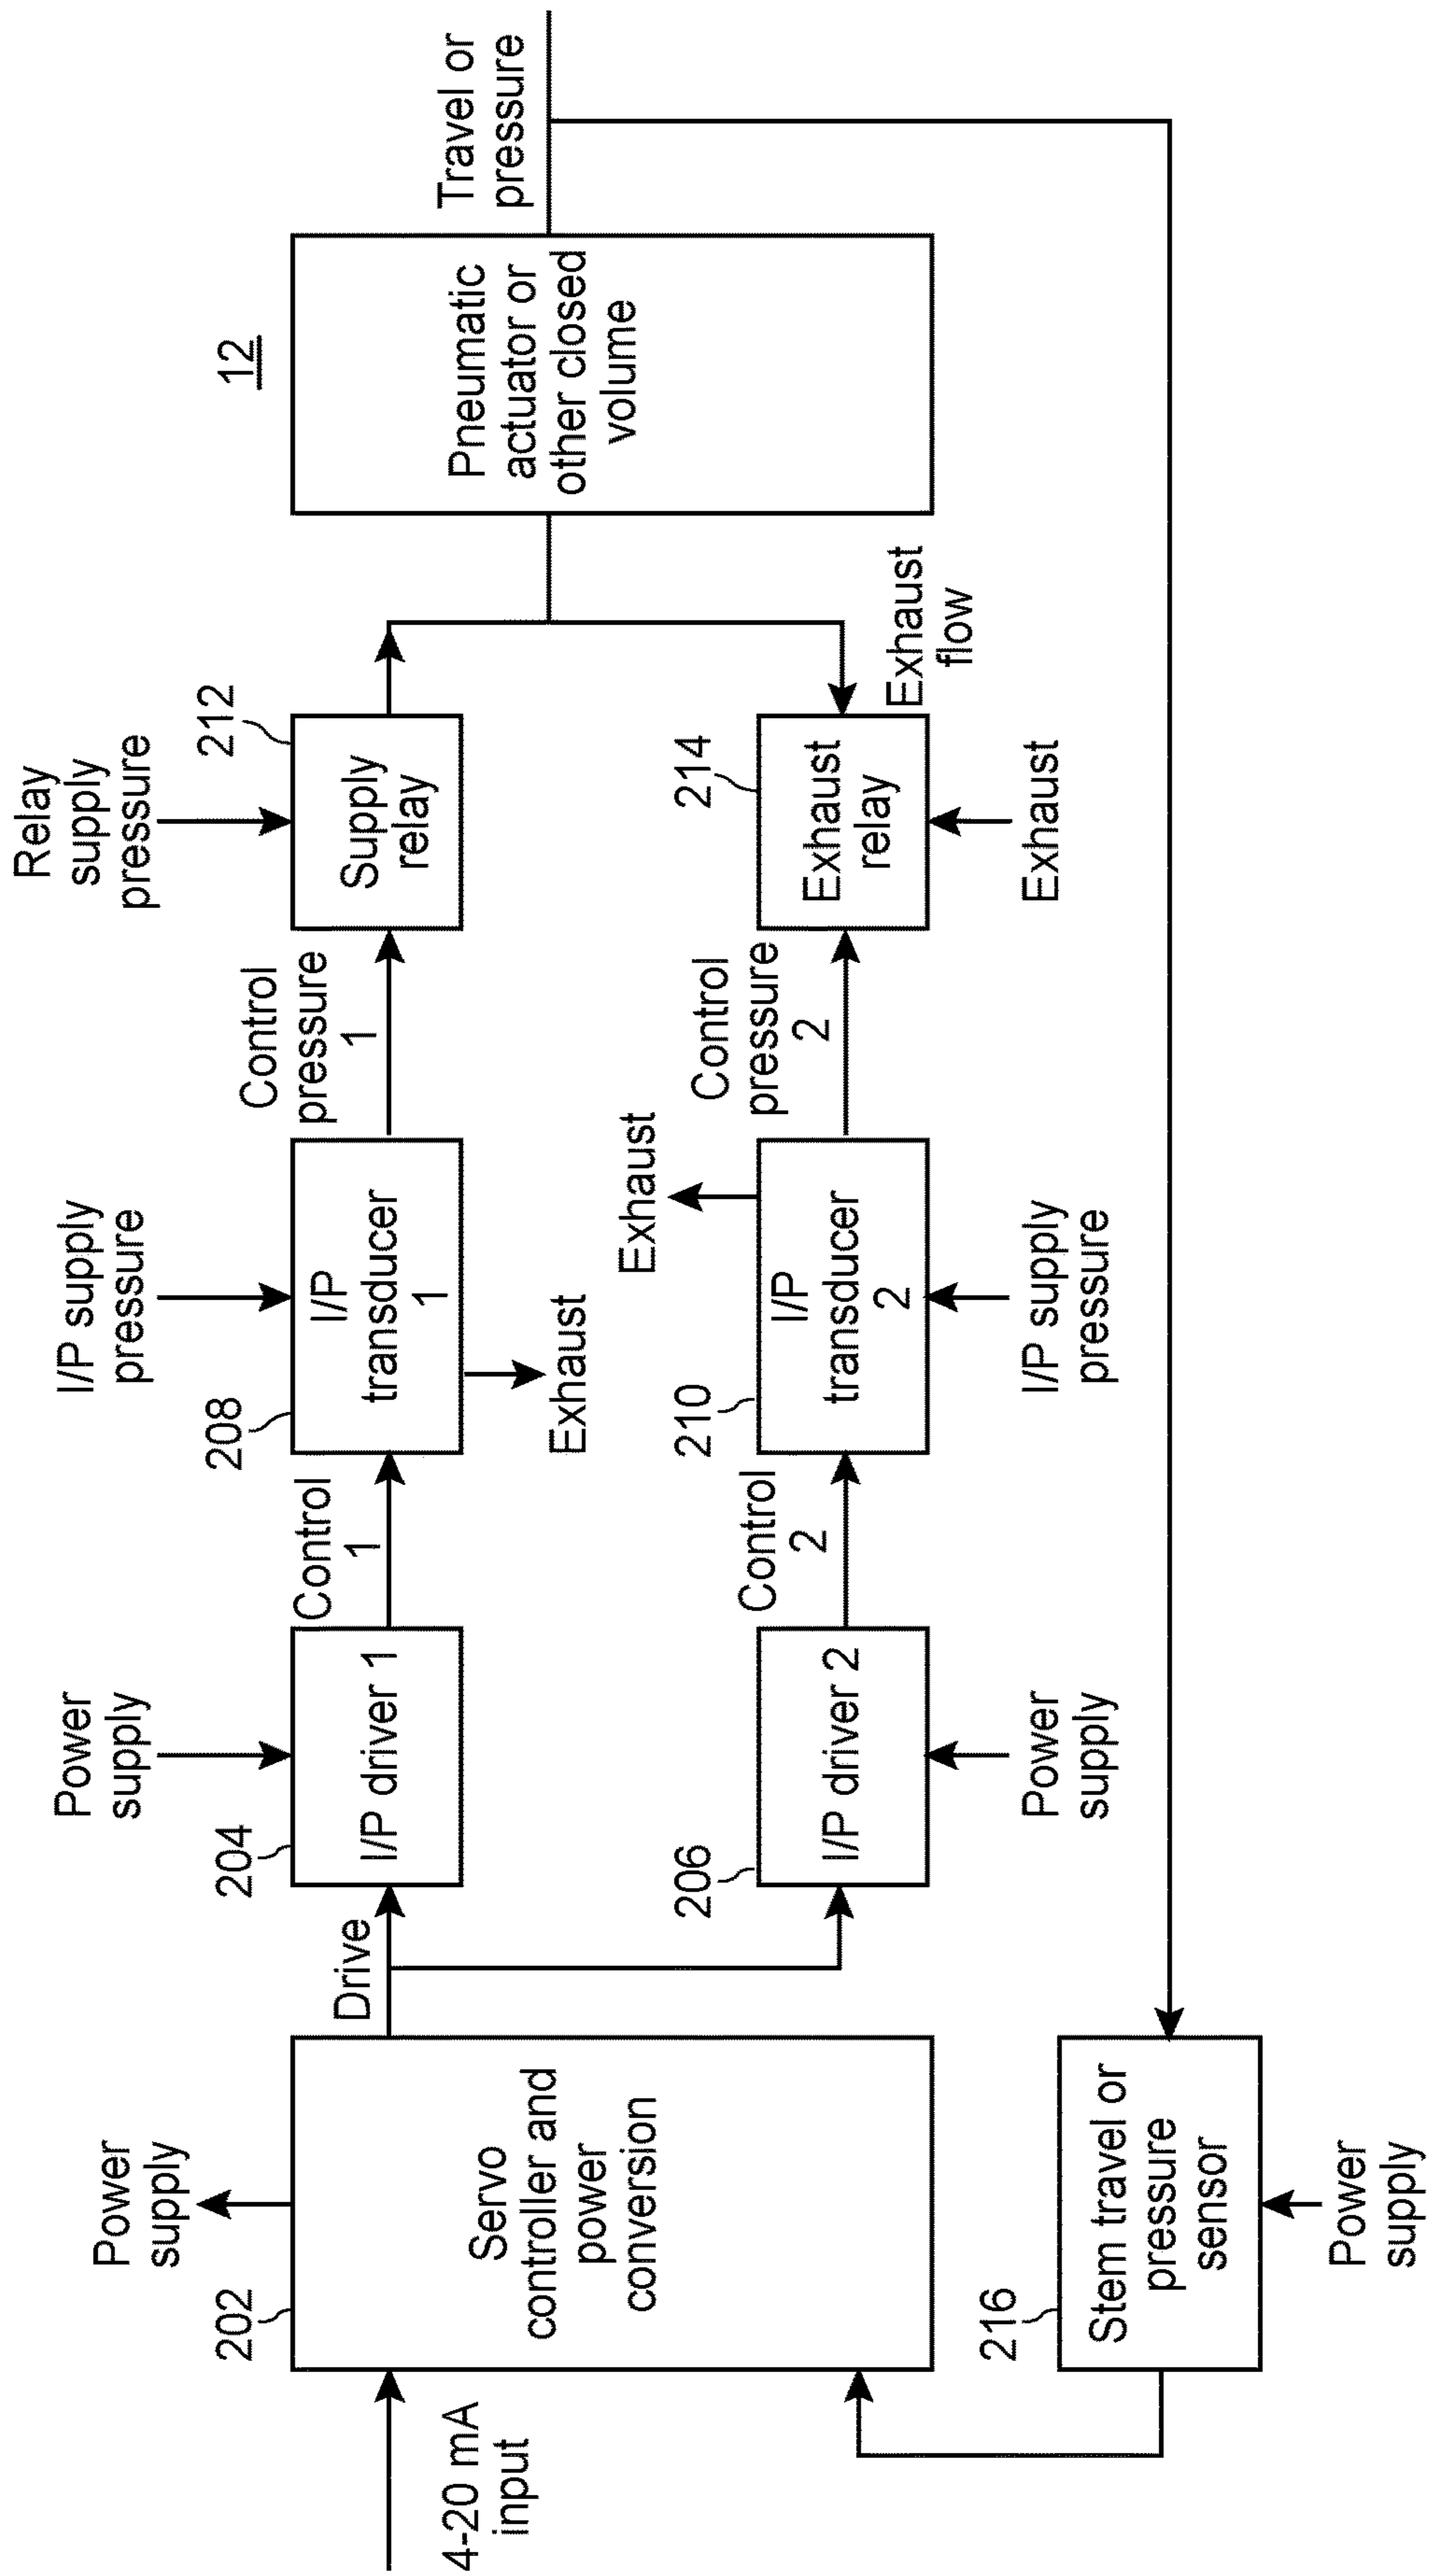 4-20 mA
input
202
Power
supply
Servo
controller and
power
conversion
Drive
204
Power
supply
I/P driver 1
Control
1
208
I/P supply
pressure
I/P
transducer
1
Exhaust
Control
pressure
1
212
Relay
supply
pressure
Supply
relay
206
I/P driver 2
Power
supply
Control
2
210
I/P
transducer
2
Exhaust
I/P supply
pressure
Control
pressure
2
214
Exhaust
relay
Exhaust
Exhaust
flow
12
Pneumatic
actuator or
other closed
volume
Travel or
pressure
216
Stem travel or
pressure
sensor
Power
supply